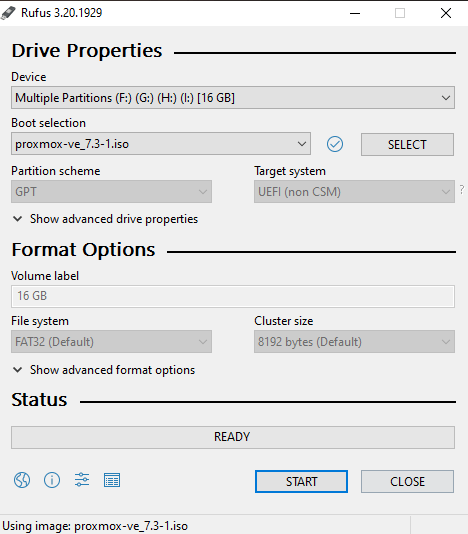 Rufus 3.20.1929
Drive Properties
Device
Multiple Partitions (F:) (G:) (H:) (I:) [16 GB]
Boot selection
proxmox-ve_7.3-1.iso
SELECT
Partition scheme Target system
GPT UEFI (non CSM) ?
Show advanced drive properties
Format Options
Volume label
16 GB
File system Cluster size
FAT32 (Default) 8192 bytes (Default)
Show advanced format options
Status
READY
START CLOSE
Using image: proxmox-ve_7.3-1.iso